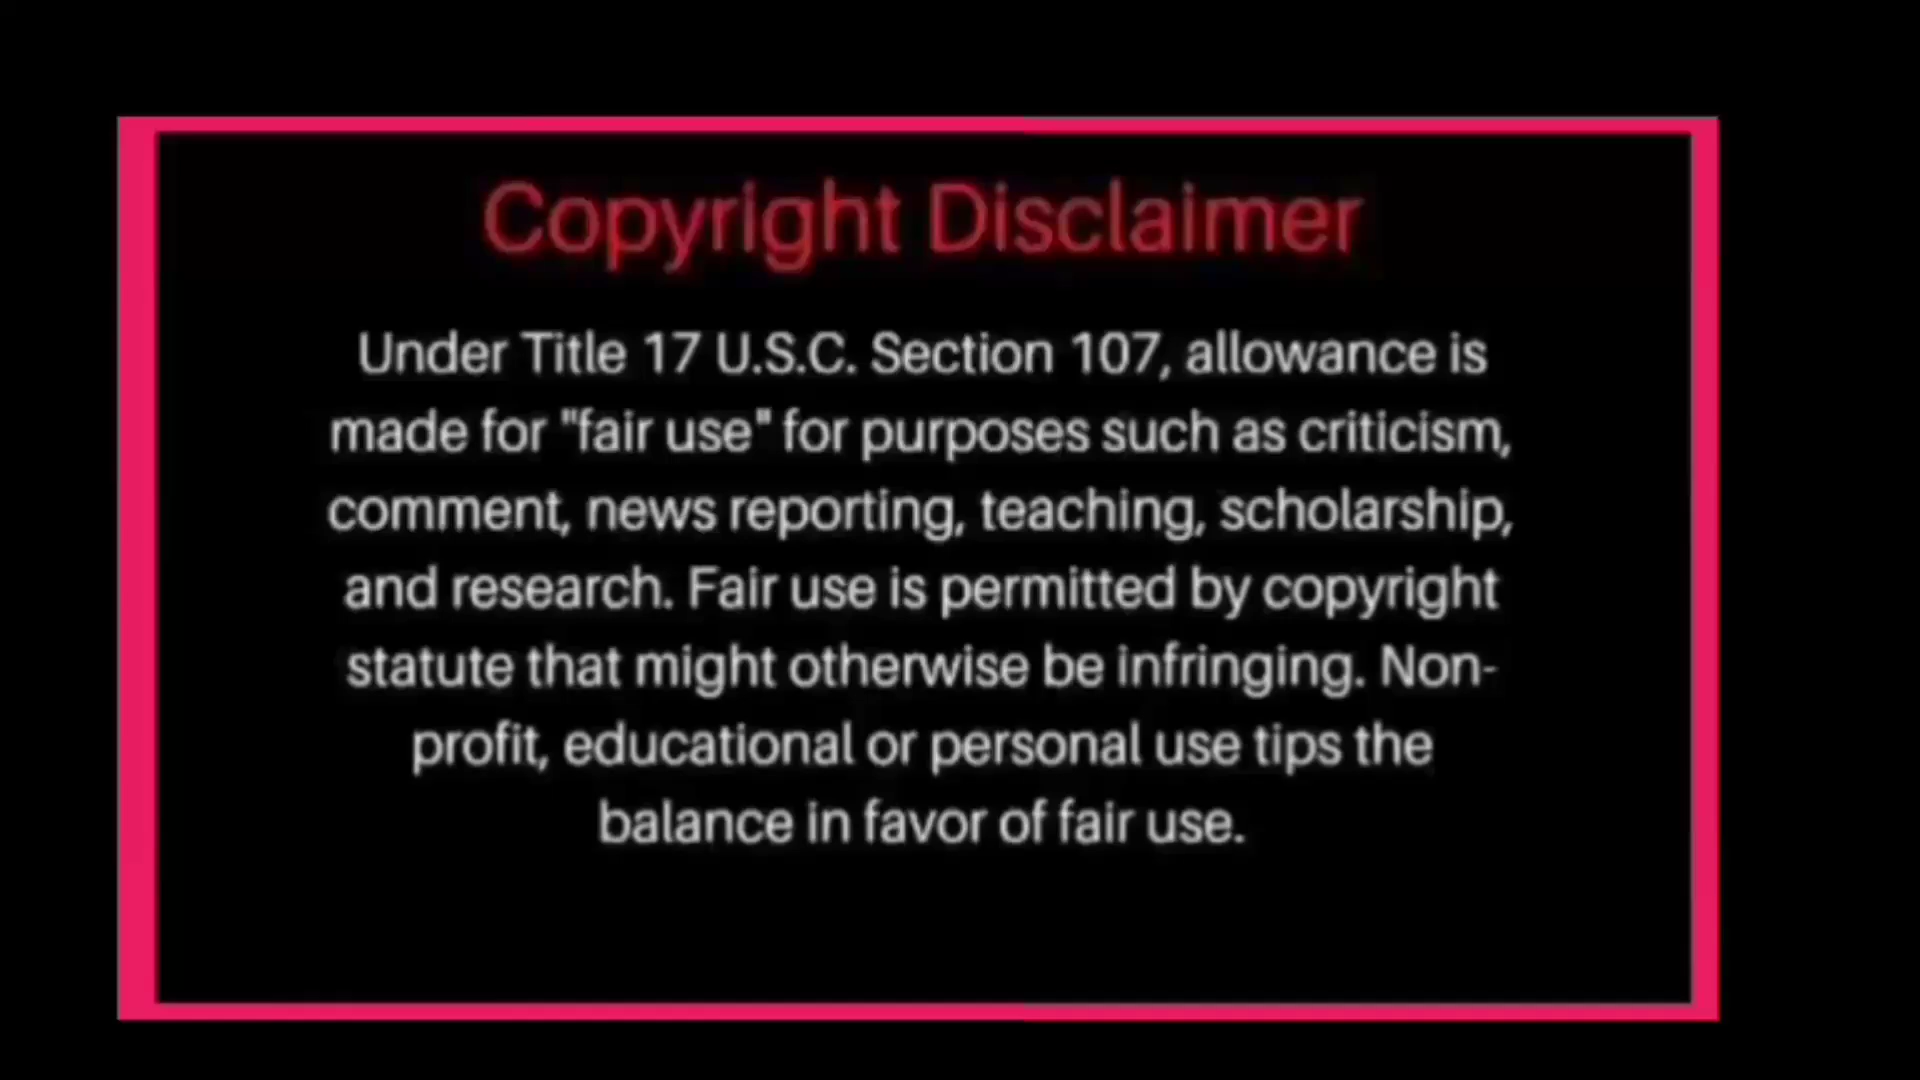 Copyright Disclaimer
Under Title 17 U.S.C. Section 107, allowance is
made for "fair use" for purposes such as criticism,
comment, news reporting, teaching, scholarship,
and research. Fair use is permitted by copyright
statute that might otherwise be infringing. Non-
profit, educational or personal use tips the
balance in favor of fair use.